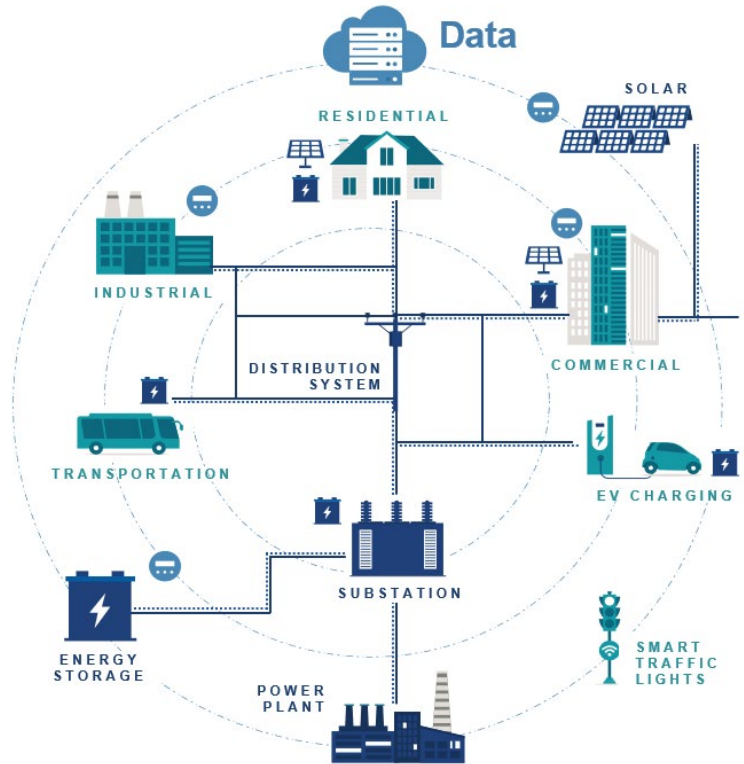 Data
SOLAR
RESIDENTIAL
INDUSTRIAL
COMMERCIAL
DISTRIBUTION
SYSTEM
TRANSPORTATION
EV CHARGING
SUBSTATION
ENERGY
STORAGE
SMART
TRAFFIC
LIGHTS
POWER
PLANT